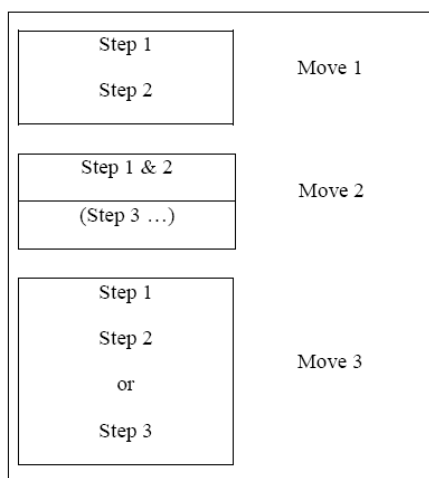 Step 1
Move 1
Step 2
Step 1 & 2
Move 2
(Step 3 …)
Step 1
Step 2
Move 3
or
Step 3